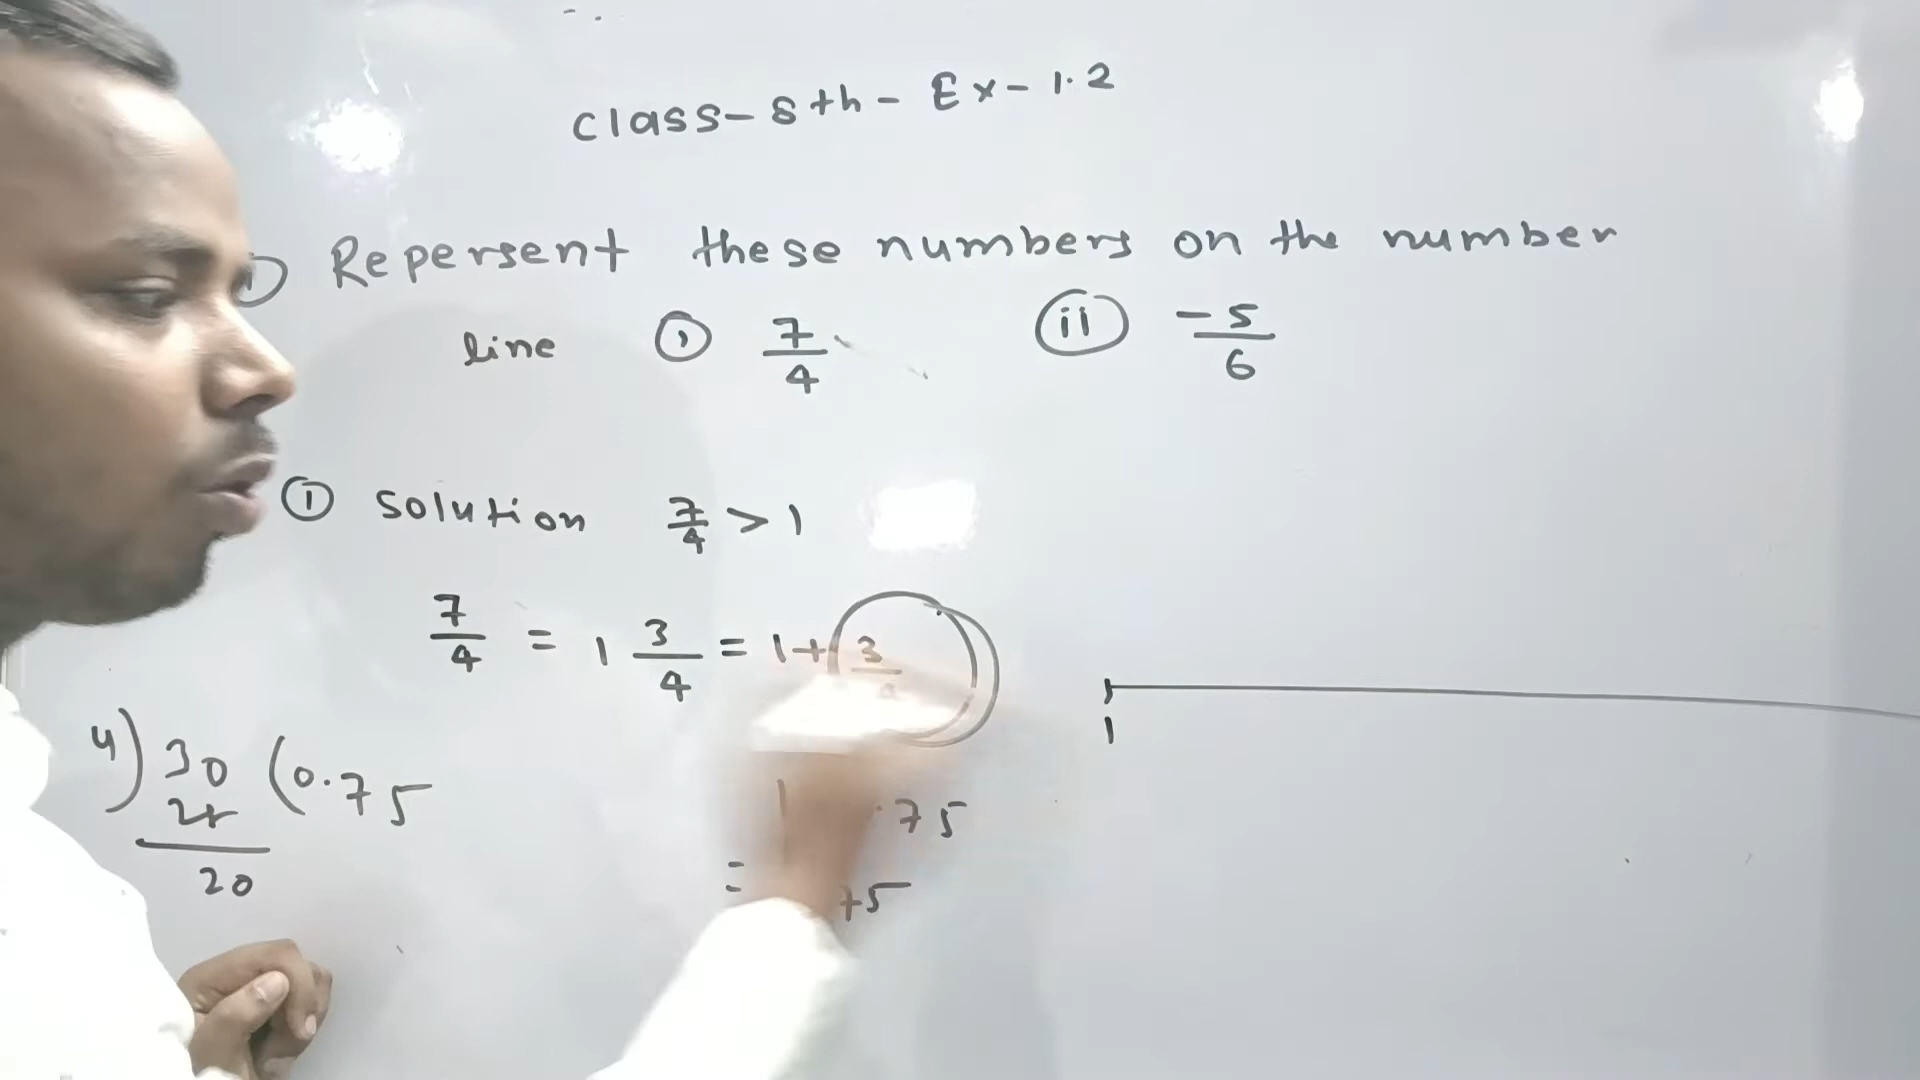 class-8th- Ex-1.2
① Repersent these numbers on the number
line ① 7/4 ⅱ -5/6
① solution 7/4 > 1
7/4 = 1 3/4 = 1+ 3
4)30(0.75
20
.75
=
75
1